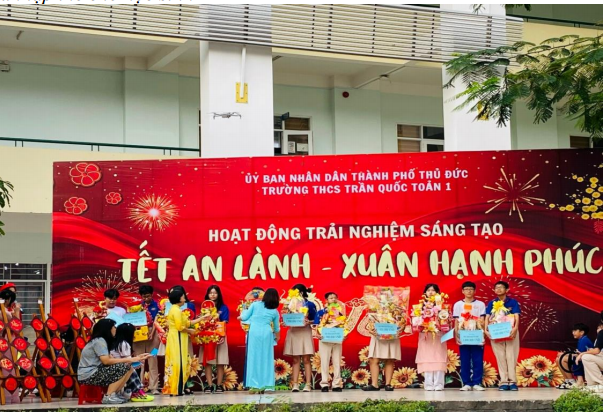 ỦY BAN NHÂN DÂN THÀNH PHỐ THỦ ĐỨC
TRƯỜNG THCS TRẦN QUỐC TOẢN 1
HOẠT ĐỘNG TRẢI NGHIỆM SÁNG TẠO
TẾT AN LÀNH - XUÂN HẠNH PHÚC